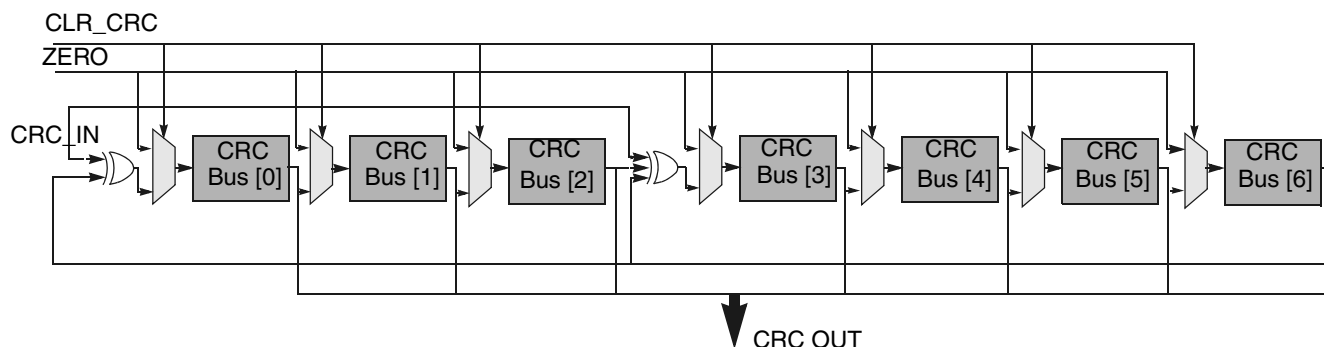 CLR_CRC
ZERO
CRC_IN
CRC
Bus [0]
CRC
Bus [1]
CRC
Bus [2]
CRC
Bus [3]
CRC
Bus [4]
CRC
Bus [5]
CRC
Bus [6]
CRC OUT